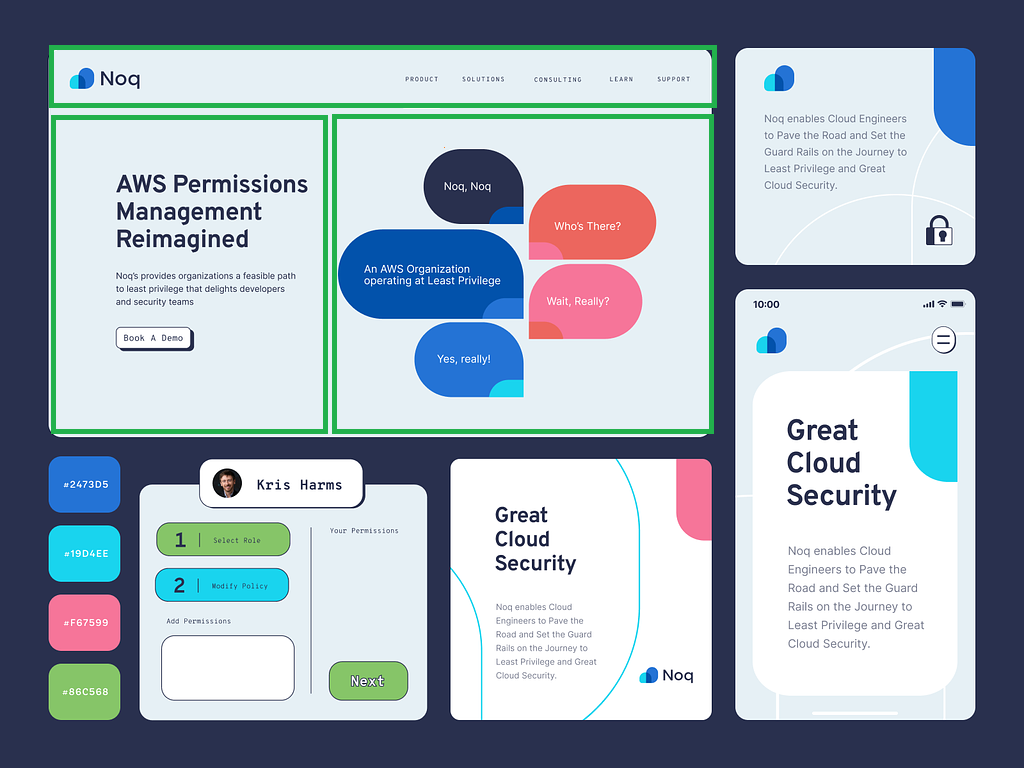 Noq
PRODUCT
SOLUTIONS
CONSULTING
LEARN
SUPPORT
AWS Permissions
Management
Reimagined
Noq's provides organizations a feasible path
to least privilege that delights developers
and security teams
Book A Demo
Noq, Noq
Who's There?
An AWS Organization
operating at Least Privilege
Wait, Really?
Yes, really!
Noq enables Cloud Engineers
to Pave the Road and Set the
Guard Rails on the Journey to
Least Privilege and Great
Cloud Security.
10:00
Great
Cloud
Security
Noq enables Cloud
Engineers to Pave the
Road and Set the Guard
Rails on the Journey to
Least Privilege and Great
Cloud Security.
#2473D5
#19D4EE
#F67599
#86C568
Kris Harms
1 Select Role
2 Wodify Policy
Add Permissions
Your Permissions
Next
Great
Cloud
Security
Noq enables Cloud
Engineers to Pave the
Road and Set the Guard
Rails on the Journey to
Least Privilege and Great
Cloud Security.
Noq